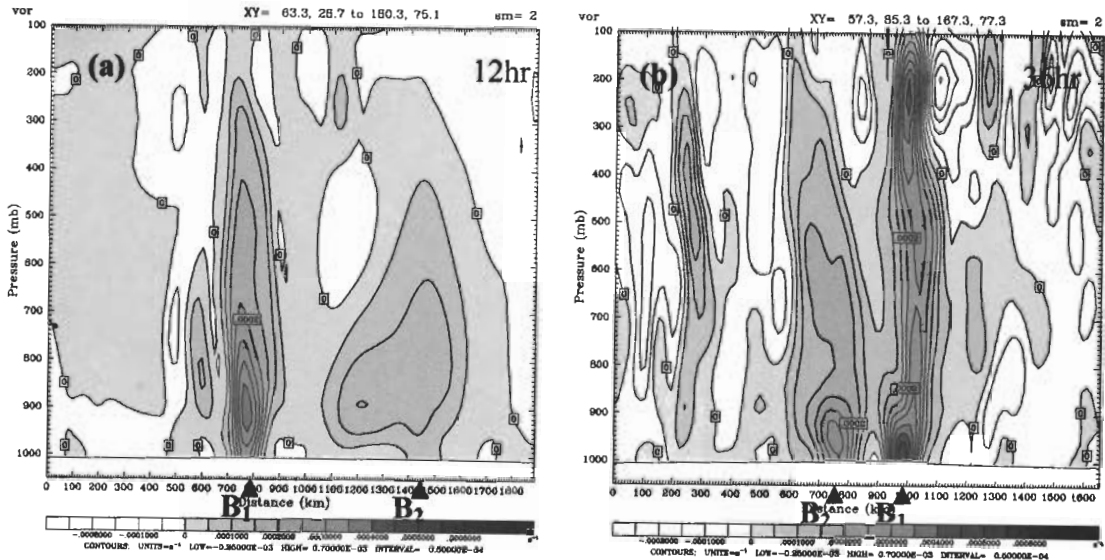 vor XY= 63.3, 28.7 to 180.3, 75.1 sm= 2
(a) 12hr
Pressure (mb)
100
200
300
400
500
600
700
800
900
1000
0 100 200 300 400 500 600 700 800 900 1000 1100 1200 1300 1400 1500 1600 1700 1800
Distance (km)
B1 B2
CONTOURS: UNITS=s⁻¹ LOW=-0.25000E-03 HIGH= 0.70000E-03 INTERVAL= 0.50000E-04
vor XY= 57.3, 85.3 to 167.3, 77.3 sm= 2
(b) 36hr
Pressure (mb)
100
200
300
400
500
600
700
800
900
1000
0 100 200 300 400 500 600 700 800 900 1000 1100 1200 1300 1400 1500 1600
Distance (km)
B2 B1
CONTOURS: UNITS=s⁻¹ LOW=-0.25000E-03 HIGH= 0.70000E-03 INTERVAL= 0.50000E-04